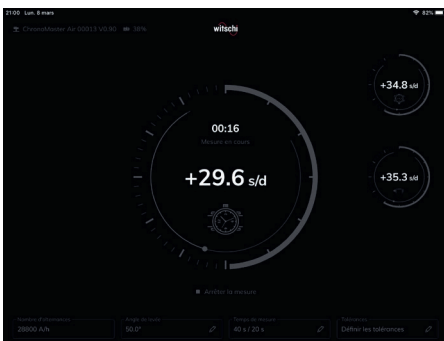 21:00 Lun. 8 mars
82%
ChronoMaster Air 00013 V0.90 38%
witschi
+34.8 s/d
00:16
Mesure en cours
+29.6 s/d
+35.3 s/d
Arrêter la mesure
Nombre d'alternances
Angle de levée
Temps de mesure
Tolérances
28800 A/h
50.0°
40 s / 20 s
Définir les tolérances